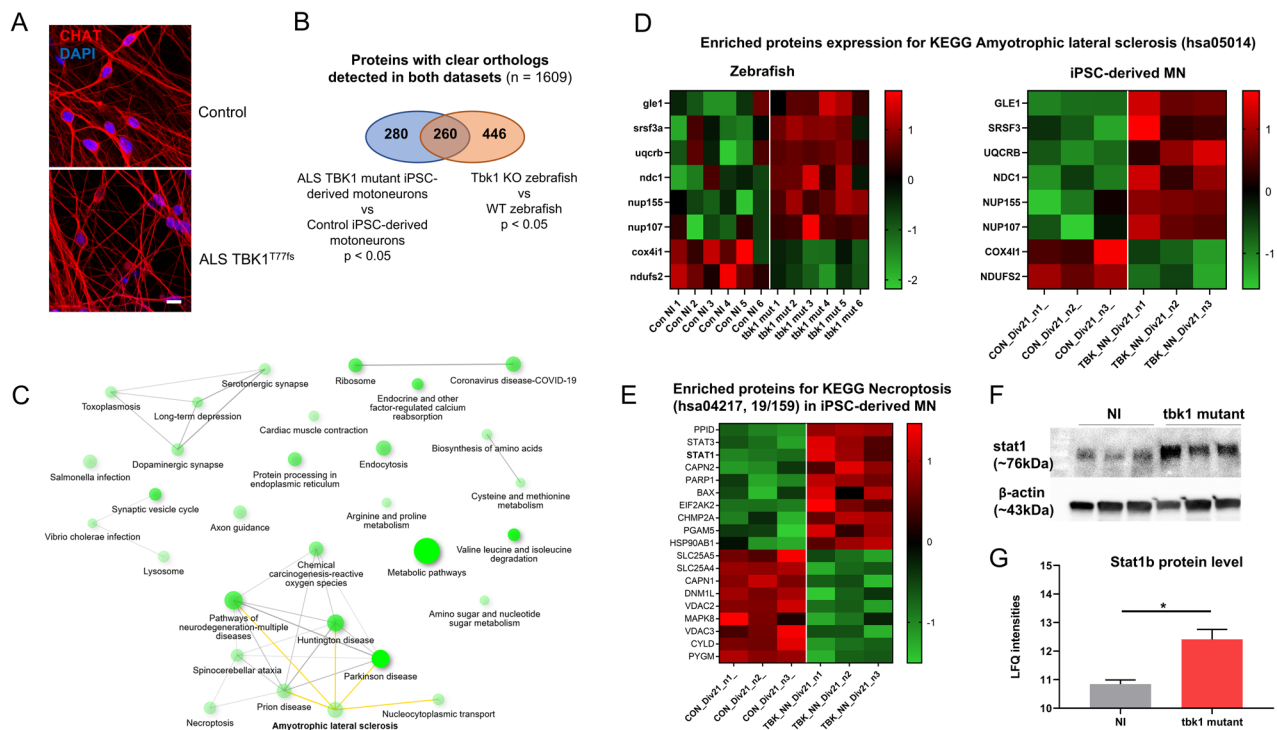 A
CHAT
DAPI
Control
ALS TBK1T77fs
B
Proteins with clear orthologs
detected in both datasets (n = 1609)
280
260
446
ALS TBK1 mutant iPSC-
derived motoneurons
vs
Control iPSC-derived
motoneurons
p < 0.05
Tbk1 KO zebrafish
vs
WT zebrafish
p < 0.05
C
Serotonergic synapse
Toxoplasmosis
Long-term depression
Dopaminergic synapse
Ribosome
Coronavirus disease-COVID-19
Endocrine and other
factor-regulated calcium
reabsorption
Cardiac muscle contraction
Biosynthesis of amino acids
Salmonella infection
Protein processing in
endoplasmic reticulum
Endocytosis
Cysteine and methionine
metabolism
Synaptic vesicle cycle
Axon guidance
Arginine and proline
metabolism
Vibrio cholerae infection
Lysosome
Chemical
carcinogenesis-reactive
oxygen species
Metabolic pathways
Valine leucine and isoleucine
degradation
Amino sugar and nucleotide
sugar metabolism
Pathways of
neurodegeneration-multiple
diseases
Huntington disease
Spinocerebellar ataxia
Parkinson disease
Prion disease
Necroptosis
Nucleocytoplasmic transport
Amyotrophic lateral sclerosis
D
Enriched proteins expression for KEGG Amyotrophic lateral sclerosis (hsa05014)
Zebrafish
gle1
srsf3a
uqcrb
ndc1
nup155
nup107
cox4i1
ndufs2
1
0
-1
-2
Con NI 1
Con NI 2
Con NI 3
Con NI 4
Con NI 5
Con NI 6
tbk1 mut 1
tbk1 mut 2
tbk1 mut 3
tbk1 mut 4
tbk1 mut 5
tbk1 mut 6
iPSC-derived MN
GLE1
SRSF3
UQCRB
NDC1
NUP155
NUP107
COX4I1
NDUFS2
1
0
-1
CON_Div21_n1_
CON_Div21_n2_
CON_Div21_n3_
TBK_NN_Div21_n1
TBK_NN_Div21_n2
TBK_NN_Div21_n3
E
Enriched proteins for KEGG Necroptosis
(hsa04217, 19/159) in iPSC-derived MN
PPID
STAT3
STAT1
CAPN2
PARP1
BAX
EIF2AK2
CHMP2A
PGAM5
HSP90AB1
SLC25A5
SLC25A4
CAPN1
DNM1L
VDAC2
MAPK8
VDAC3
CYLD
PYGM
1
0
-1
CON_Div21_n1_
CON_Div21_n2_
CON_Div21_n3_
TBK_NN_Div21_n1
TBK_NN_Div21_n2
TBK_NN_Div21_n3
F
NI
tbk1 mutant
stat1
(~76kDa)
β-actin
(~43kDa)
G
Stat1b protein level
LFQ intensities
15
14
13
12
11
10
*
NI
tbk1 mutant